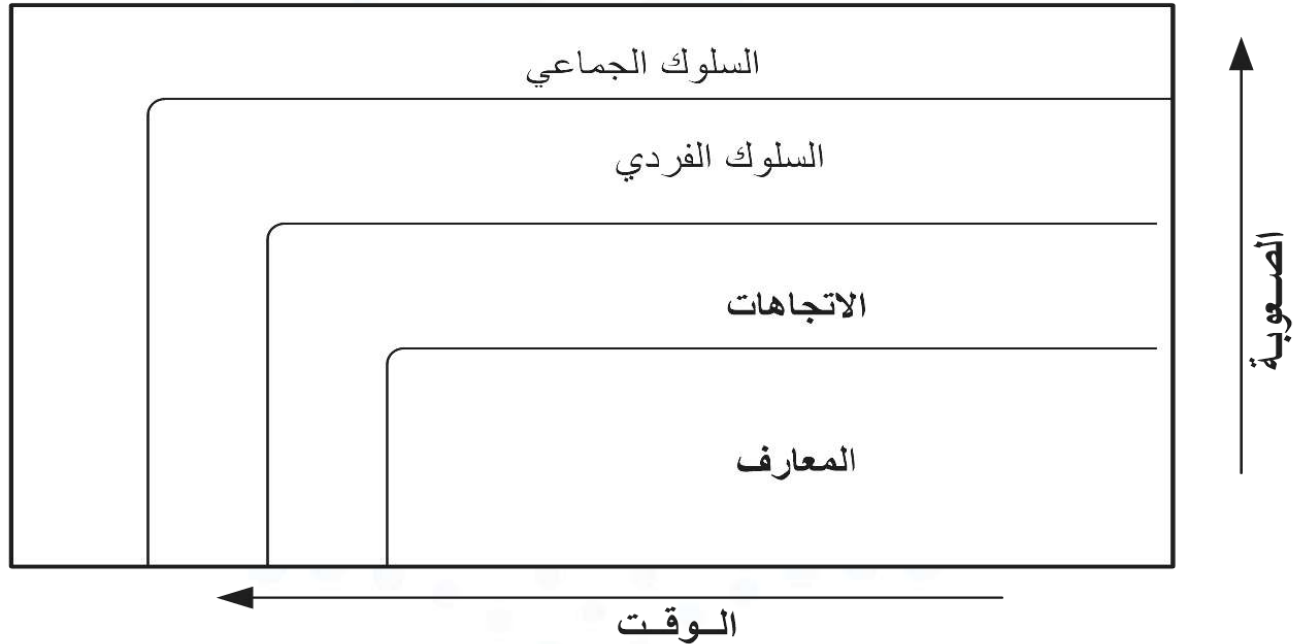 السلوك الجماعي
السلوك الفردي
الاتجاهات
المعارف
الصعوبة
الوقت